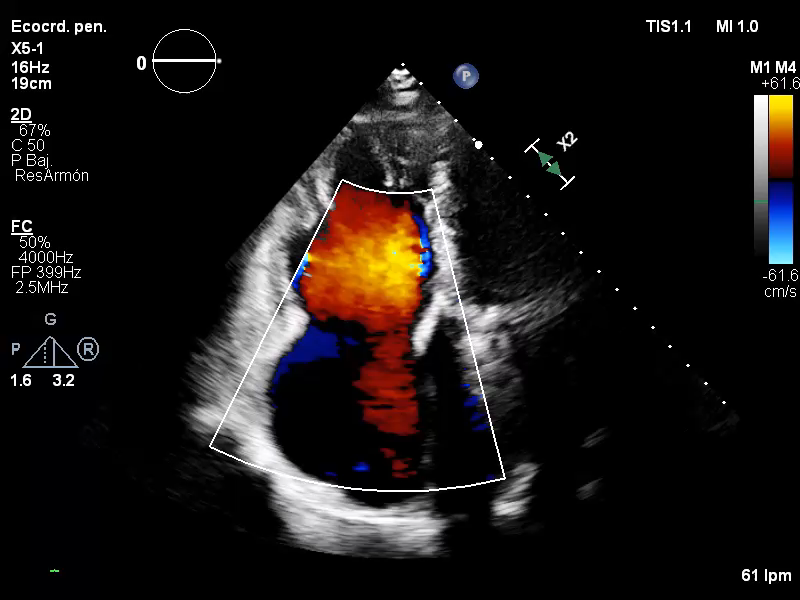 Ecocrd. pen.
X5-1
16Hz
19cm
0
2D
67%
C 50
P Baj.
ResArmón
FC
50%
4000Hz
FP 399Hz
2.5MHz
G
P
R
1.6 3.2
P
X2
TIS1.1 MI 1.0
M1 M4
+61.6
-61.6
cm/s
61 lpm